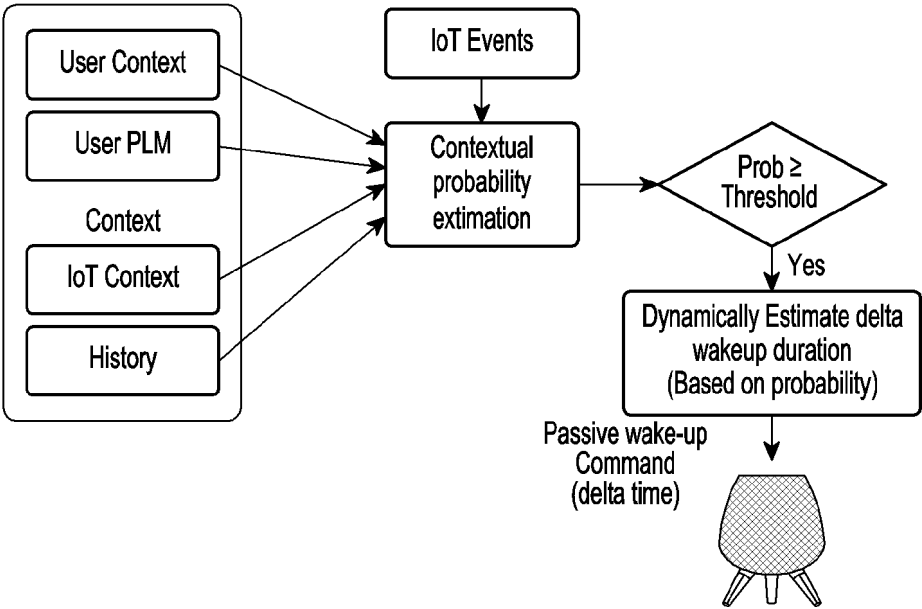 User Context
User PLM
Context
IoT Context
History
IoT Events
Contextual
probability
extimation
Prob ≥
Threshold
Yes
Dynamically Estimate delta
wakeup duration
(Based on probability)
Passive wake-up
Command
(delta time)